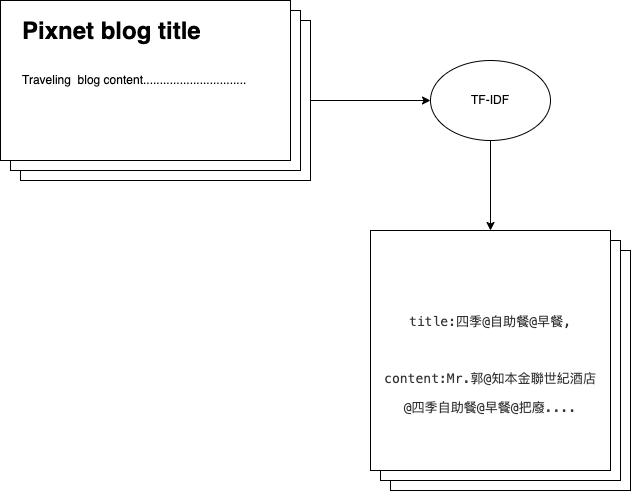 Pixnet blog title
Traveling  blog content...............................
TF-IDF
title:四季@自助餐@早餐,
content:Mr.郭@知本金聯世紀酒店
@四季自助餐@早餐@把廢....